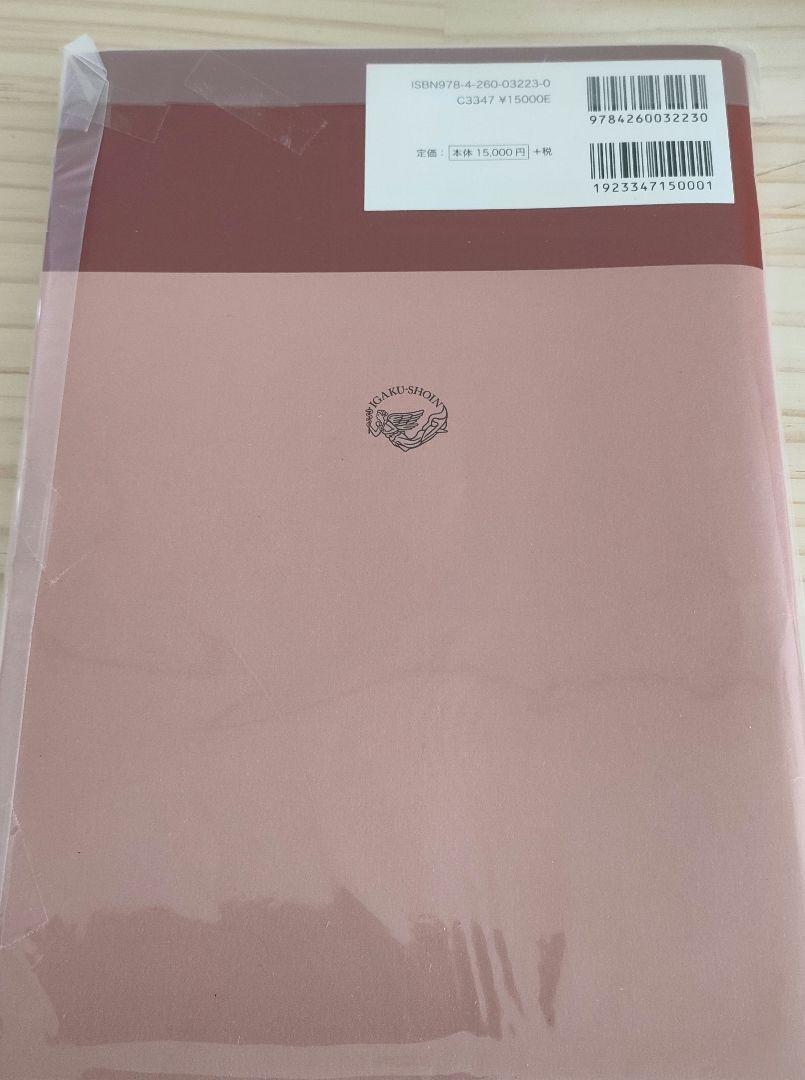 ISBN978-4-260-03223-0
C3347 ¥15000E
定価：本体 15,000円 +税
9784260032230
1923347150001
IGAKU-SHOIN